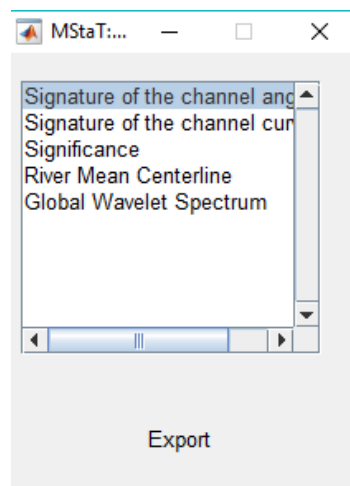 MStaT:...
Signature of the channel ang
Signature of the channel cur
Significance
River Mean Centerline
Global Wavelet Spectrum
Export